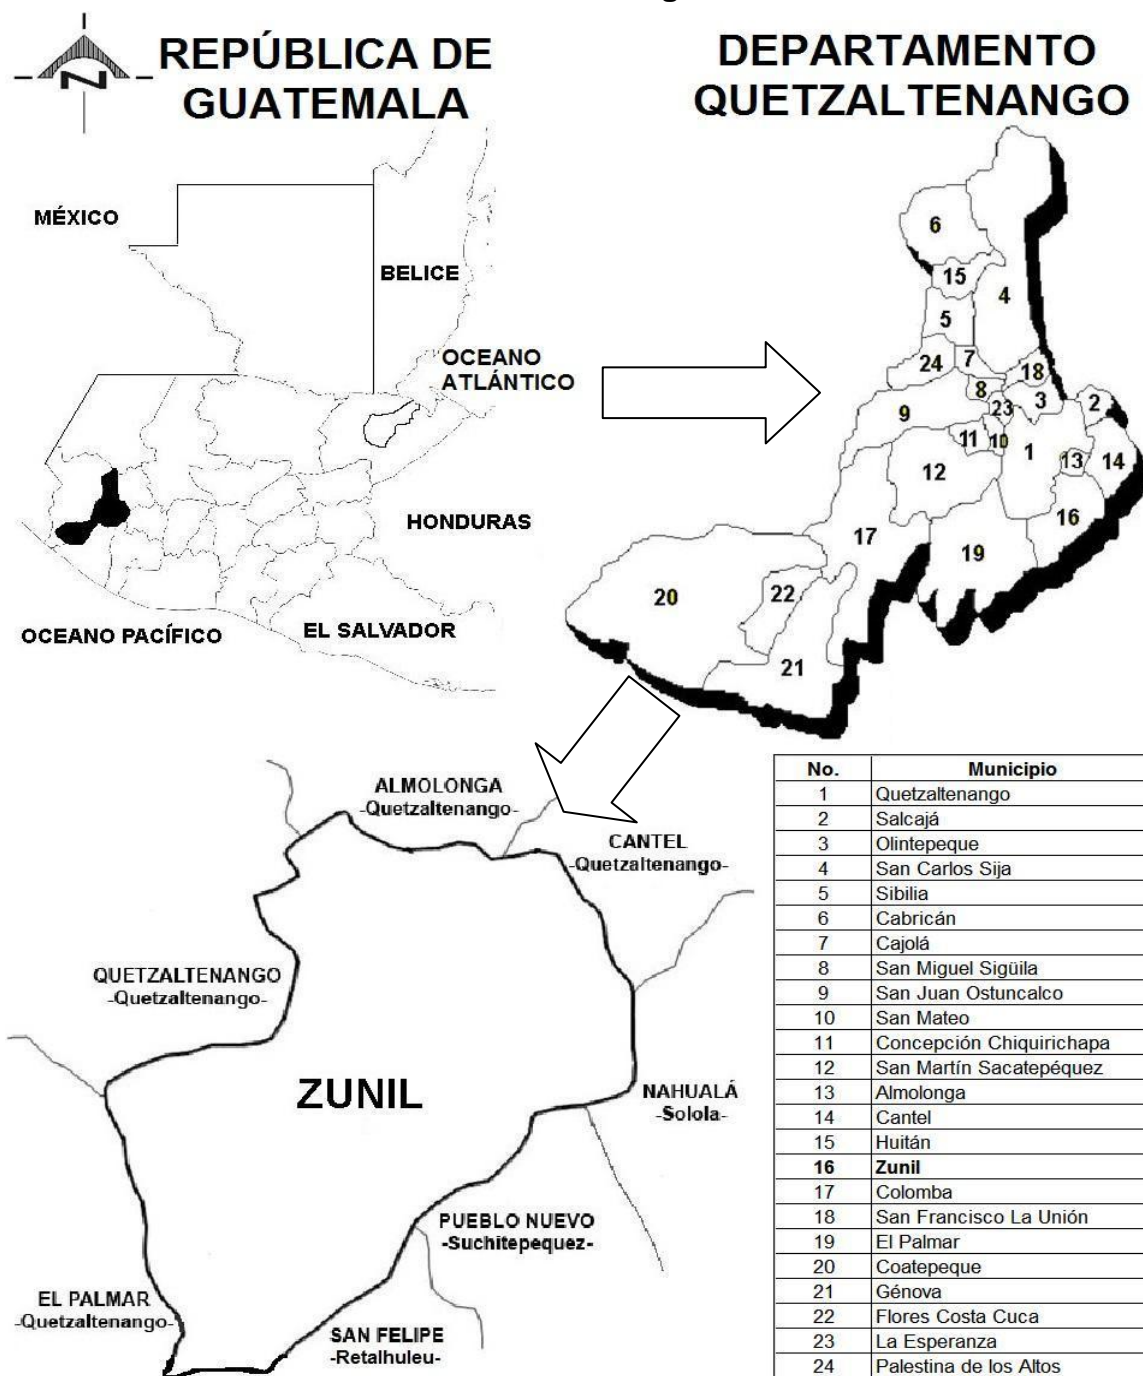 N
REPÚBLICA DE
GUATEMALA
DEPARTAMENTO
QUETZALTENANGO
MÉXICO
BELICE
OCEANO
ATLÁNTICO
HONDURAS
EL SALVADOR
OCEANO PACÍFICO
6
15
4
5
7
24
18
8
3
2
23
9
11
10
1
13
14
12
16
17
19
22
20
21
ALMOLONGA
-Quetzaltenango-
CANTEL
-Quetzaltenango-
QUETZALTENANGO
-Quetzaltenango-
ZUNIL
NAHUALÁ
-Solola-
PUEBLO NUEVO
-Suchitepequez-
EL PALMAR
-Quetzaltenango-
SAN FELIPE
-Retalhuleu-
No. Municipio
1 Quetzaltenango
2 Salcajá
3 Olintepeque
4 San Carlos Sija
5 Sibilia
6 Cabricán
7 Cajolá
8 San Miguel Sigüila
9 San Juan Ostuncalco
10 San Mateo
11 Concepción Chiquirichapa
12 San Martín Sacatepéquez
13 Almolonga
14 Cantel
15 Huitán
16 Zunil
17 Colomba
18 San Francisco La Unión
19 El Palmar
20 Coatepeque
21 Génova
22 Flores Costa Cuca
23 La Esperanza
24 Palestina de los Altos